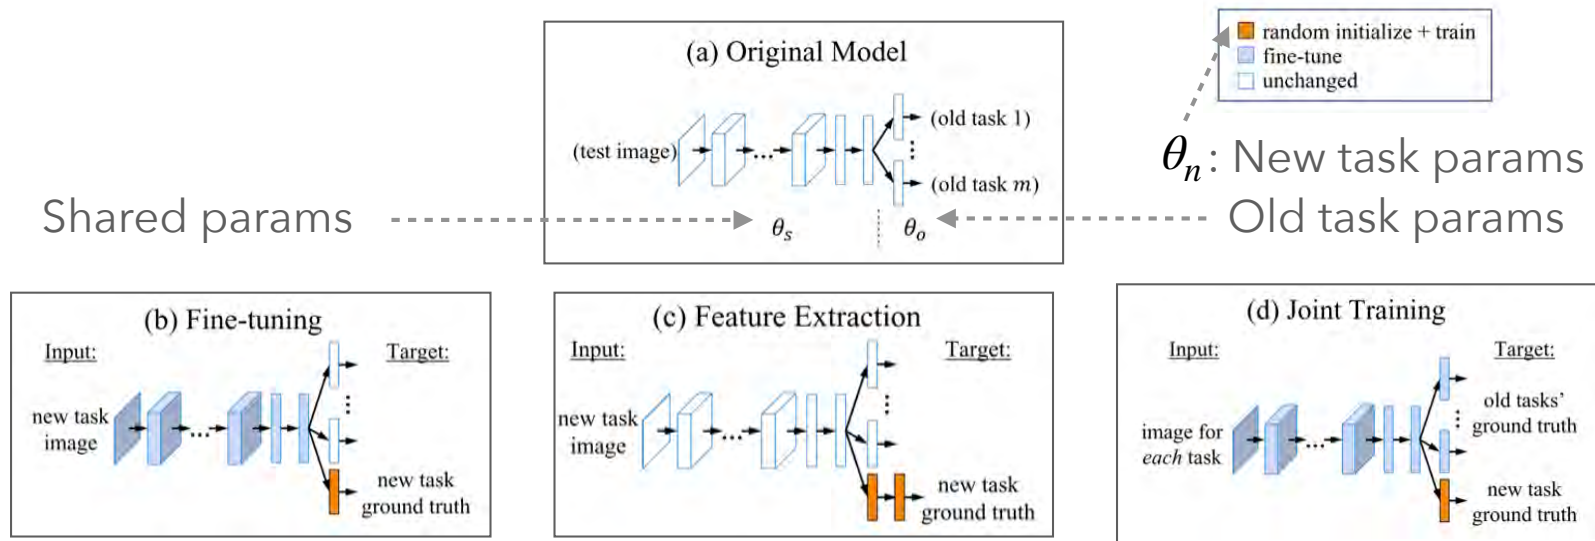 (a) Original Model
(test image)
...
(old task 1)
(old task m)
θs
θo
random initialize + train
fine-tune
unchanged
θn: New task params
Shared params
Old task params
(b) Fine-tuning
Input:
Target:
new task
image
...
new task
ground truth
(c) Feature Extraction
Input:
Target:
new task
image
...
new task
ground truth
(d) Joint Training
Input:
Target:
image for
each task
...
old tasks'
ground truth
new task
ground truth